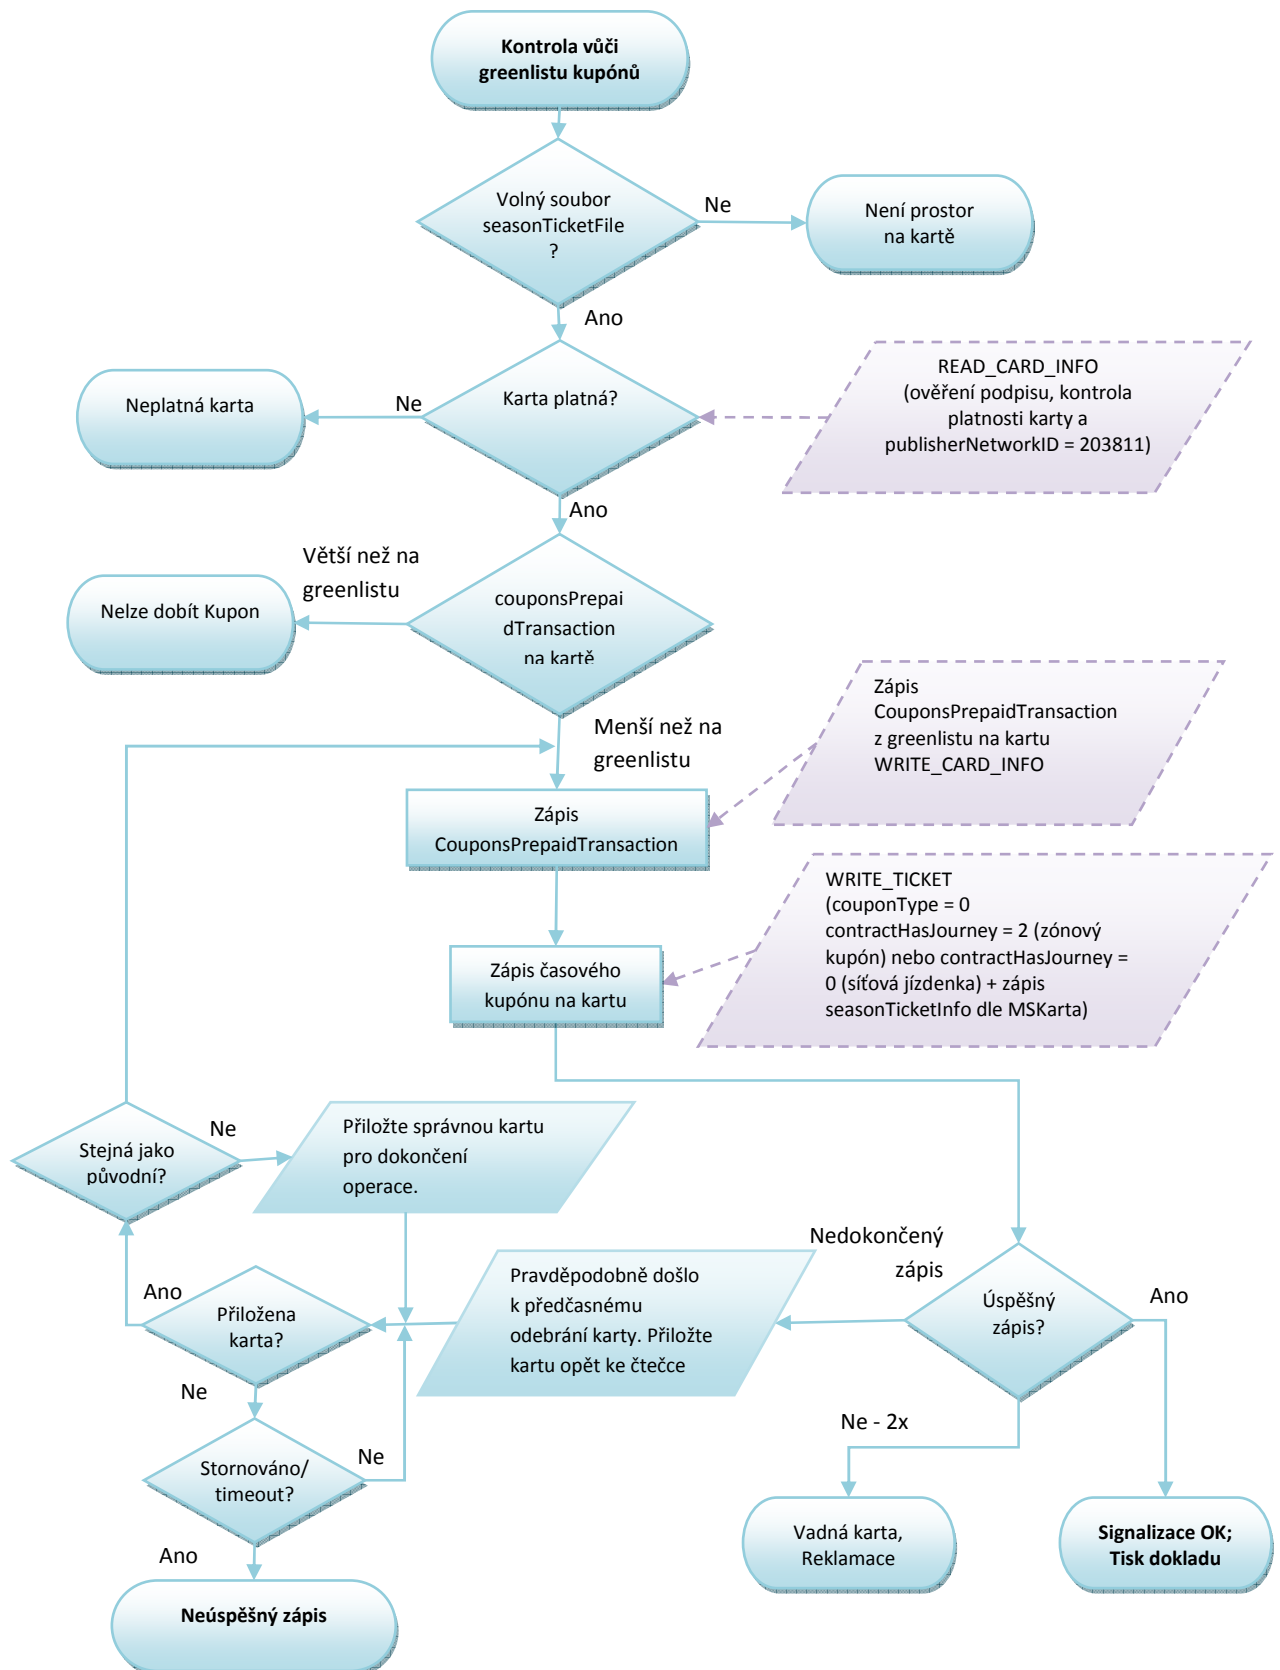 Kontrola vůči
greenlistu kupónů
Volný soubor
seasonTicketFile
?
Ne
Není prostor
na kartě
Ano
READ_CARD_INFO
(ověření podpisu, kontrola
platnosti karty a
publisherNetworkID = 203811)
Karta platná?
Ne
Neplatná karta
Ano
Větší než na
greenlistu
Nelze dobít Kupon
couponsPrepai
dTransaction
na kartě
Menší než na
greenlistu
Zápis
CouponsPrepaidTransaction
z greenlistu na kartu
WRITE_CARD_INFO
Zápis
CouponsPrepaidTransaction
WRITE_TICKET
(couponType = 0
contractHasJourney = 2 (zónový
kupón) nebo contractHasJourney =
0 (síťová jízdenka) + zápis
seasonTicketInfo dle MSKarta)
Zápis časového
kupónu na kartu
Stejná jako
původní?
Ne
Přiložte správnou kartu
pro dokončení
operace.
Nedokončený
zápis
Úspěšný
zápis?
Ano
Pravděpodobně došlo
k předčasnému
odebrání karty. Přiložte
kartu opět ke čtečce
Ano
Přiložena
karta?
Ne
Stornováno/
timeout?
Ne
Ano
Neúspěšný zápis
Ne - 2x
Vadná karta,
Reklamace
Signalizace OK;
Tisk dokladu